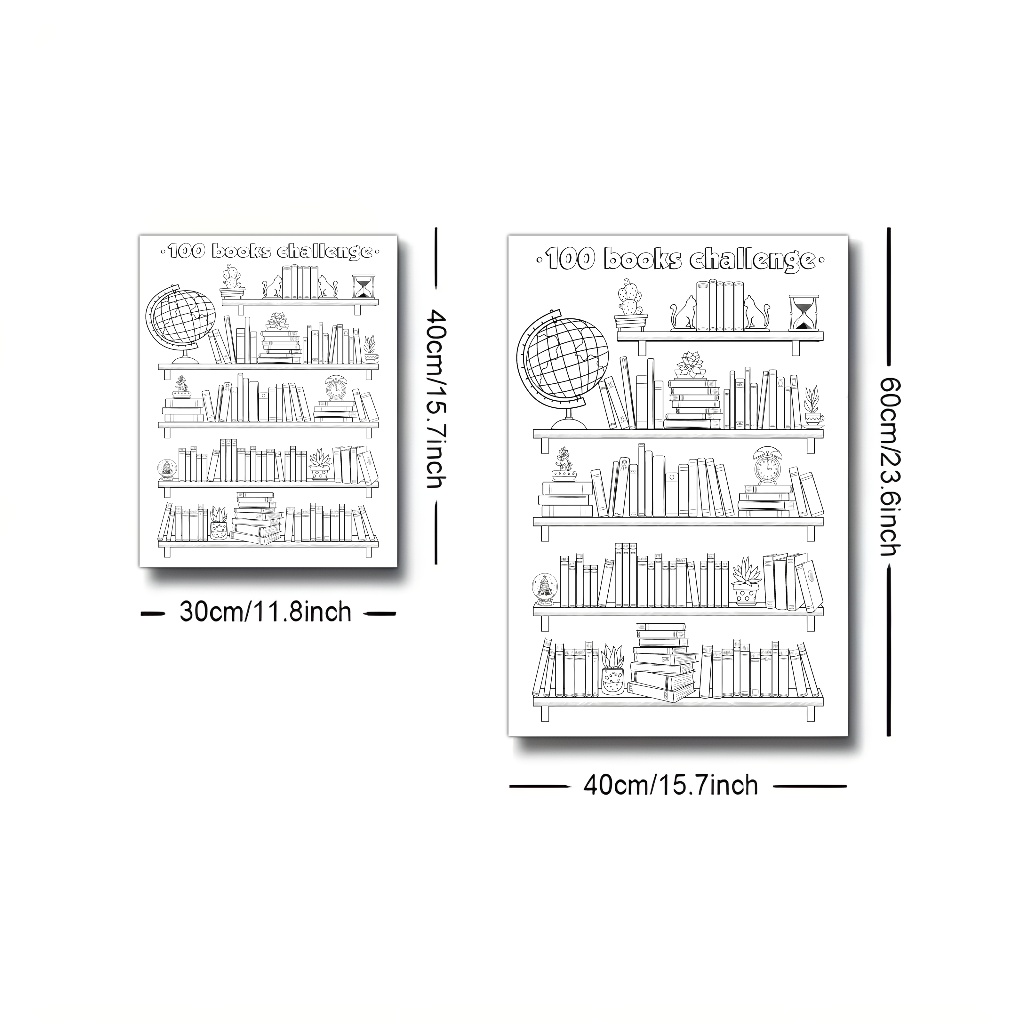 ·100 books challenge·
40cm/15.7inch
30cm/11.8inch
·100 books challenge·
60cm/23.6inch
40cm/15.7inch